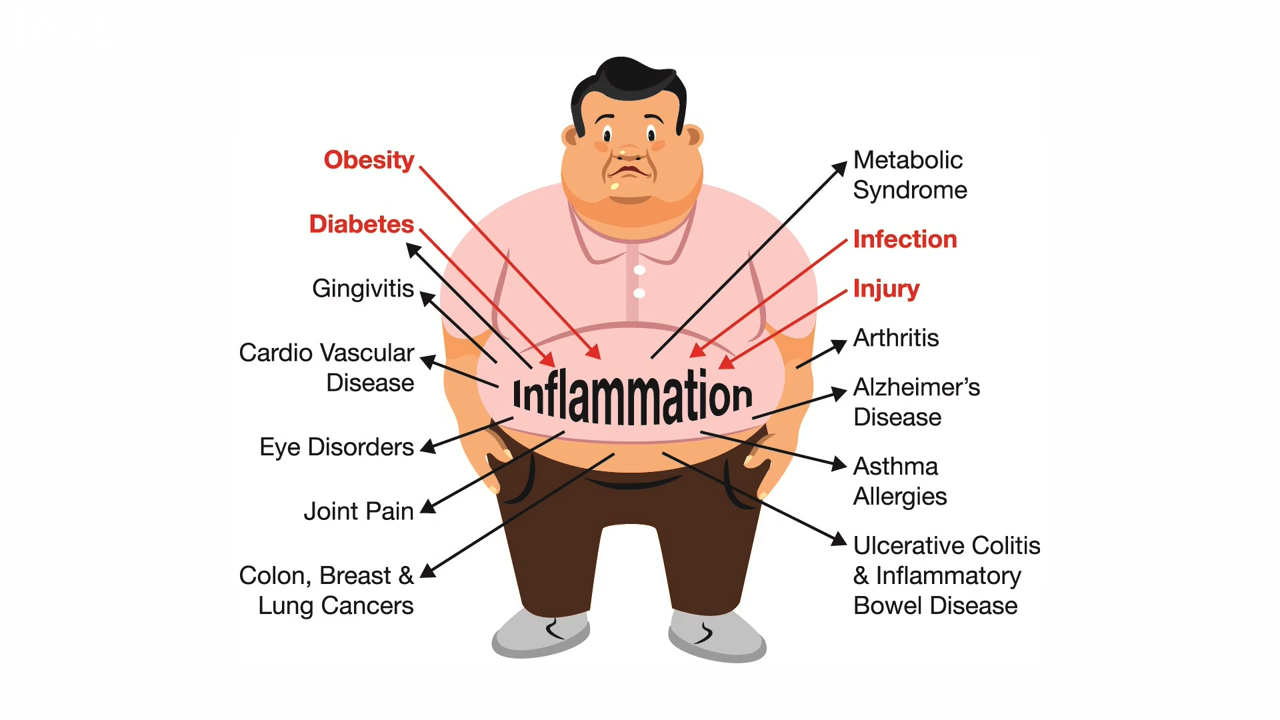 Obesity
Diabetes
Gingivitis
Cardio Vascular
Disease
Eye Disorders
Joint Pain
Colon, Breast &
Lung Cancers
Inflammation
Metabolic
Syndrome
Infection
Injury
Arthritis
Alzheimer's
Disease
Asthma
Allergies
Ulcerative Colitis
& Inflammatory
Bowel Disease